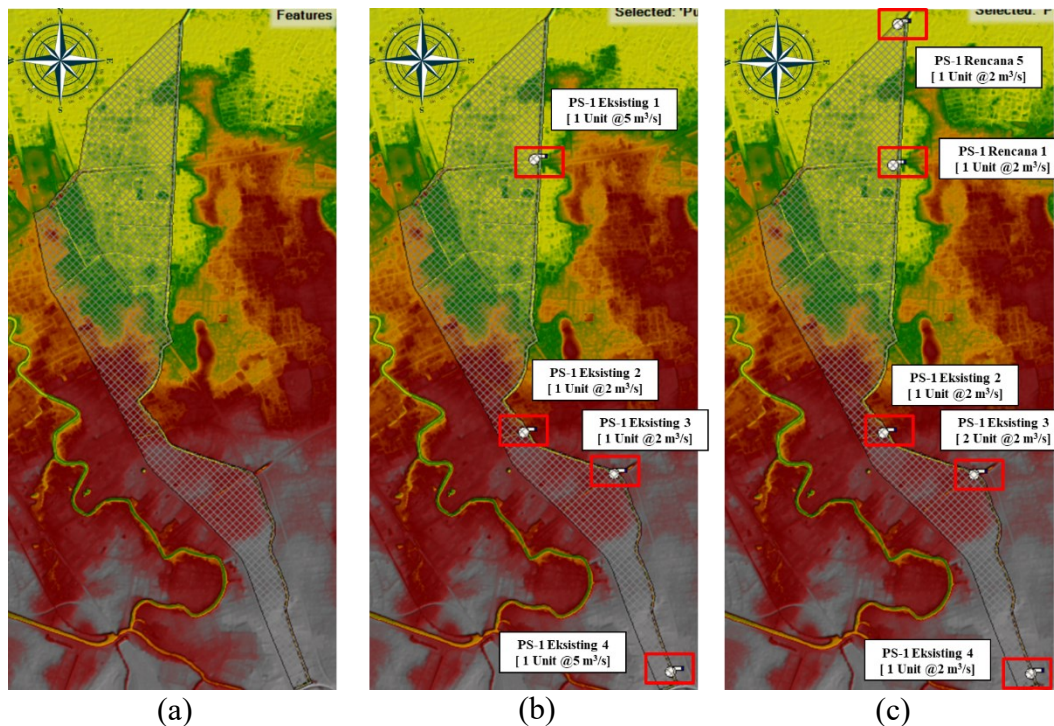 Features
N
E
S
Selected: 'Pu
N
E
S
PS-1 Eksisting 1
[ 1 Unit @5 m³/s]
PS-1 Eksisting 2
[ 1 Unit @2 m³/s]
PS-1 Eksisting 3
[ 1 Unit @2 m³/s]
PS-1 Eksisting 4
[ 1 Unit @5 m³/s]
Selected: 'P
N
E
S
PS-1 Rencana 5
[ 1 Unit @2 m³/s]
PS-1 Rencana 1
[ 1 Unit @2 m³/s]
PS-1 Eksisting 2
[ 1 Unit @2 m³/s]
PS-1 Eksisting 3
[ 2 Unit @2 m³/s]
PS-1 Eksisting 4
[ 1 Unit @2 m³/s]
(a)
(b)
(c)